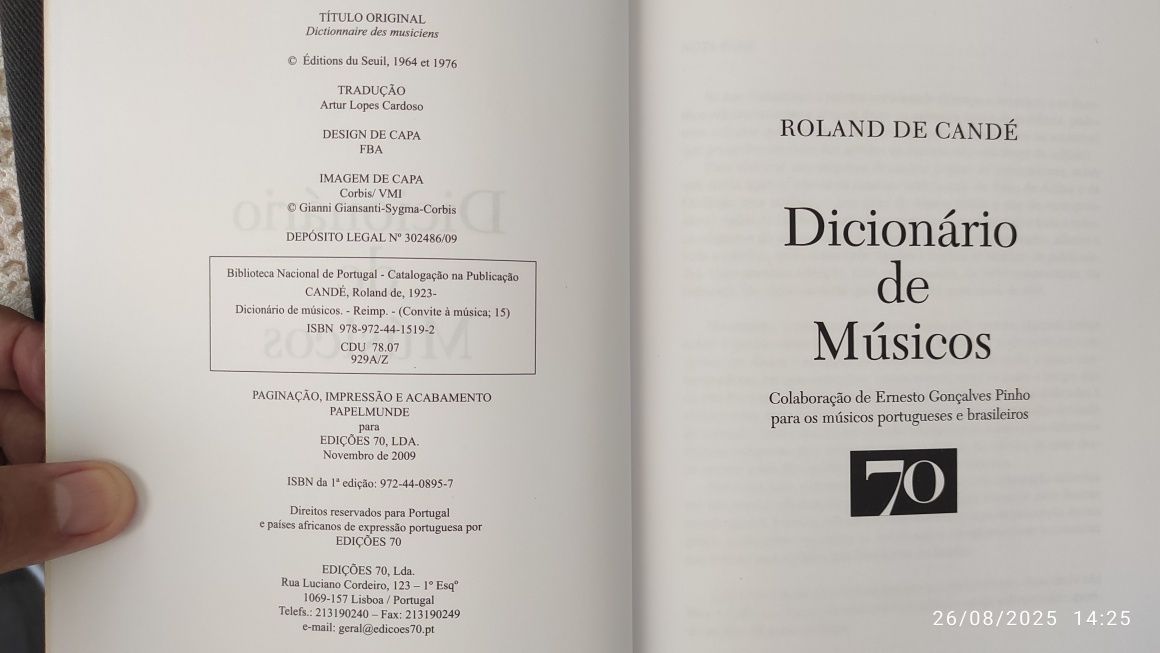 TÍTULO ORIGINAL
Dictionnaire des musiciens
© Éditions du Seuil, 1964 et 1976
TRADUÇÃO
Artur Lopes Cardoso
DESIGN DE CAPA
FBA
IMAGEM DE CAPA
Corbis/ VMI
© Gianni Giansanti-Sygma-Corbis
DEPÓSITO LEGAL Nº 302486/09
Biblioteca Nacional de Portugal - Catalogação na Publicação
CANDÉ, Roland de, 1923-
Dicionário de músicos. - Reimp. - (Convite à música; 15)
ISBN 978-972-44-1519-2
CDU 78.07
929A/Z
PAGINAÇÃO, IMPRESSÃO E ACABAMENTO
PAPELMUNDE
para
EDIÇÕES 70, LDA.
Novembro de 2009
ISBN da 1ª edição: 972-44-0895-7
Direitos reservados para Portugal
e países africanos de expressão portuguesa por
EDIÇÕES 70
EDIÇÕES 70, Lda.
Rua Luciano Cordeiro, 123 – 1º Esqº
1069-157 Lisboa / Portugal
Telefs.: 213190240 – Fax: 213190249
e-mail: geral@edicoes70.pt
ROLAND DE CANDÉ
Dicionário
de
Músicos
Colaboração de Ernesto Gonçalves Pinho
para os músicos portugueses e brasileiros
70
26/08/2025 14:25